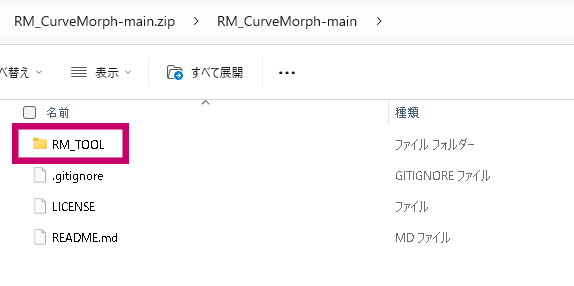 RM_CurveMorph-main.zip > RM_CurveMorph-main >
べ替え 表示 すべて展開 •••
名前 種類
RM_TOOL ファイル フォルダー
.gitignore GITIGNORE ファイル
LICENSE ファイル
README.md MD ファイル